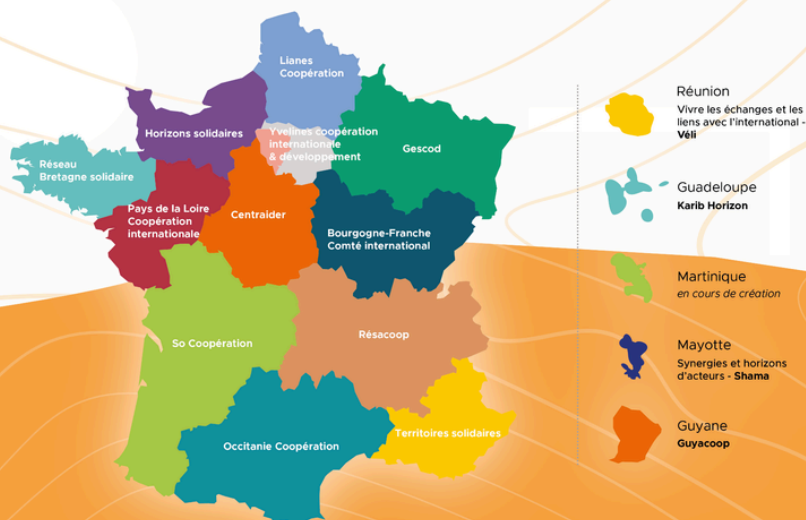 Lianes
Coopération
Horizons solidaires
Yvelines coopération
internationale
& développement
Gescod
Réseau
Bretagne solidaire
Pays de la Loire
Coopération
internationale
Centraider
Bourgogne-Franche
Comté international
So Coopération
Résacoop
Occitanie Coopération
Territoires solidaires
Réunion
Vivre les échanges et les
liens avec l'international -
Véli
Guadeloupe
Karib Horizon
Martinique
en cours de création
Mayotte
Synergies et horizons
d'acteurs - Shama
Guyane
Guyacoop